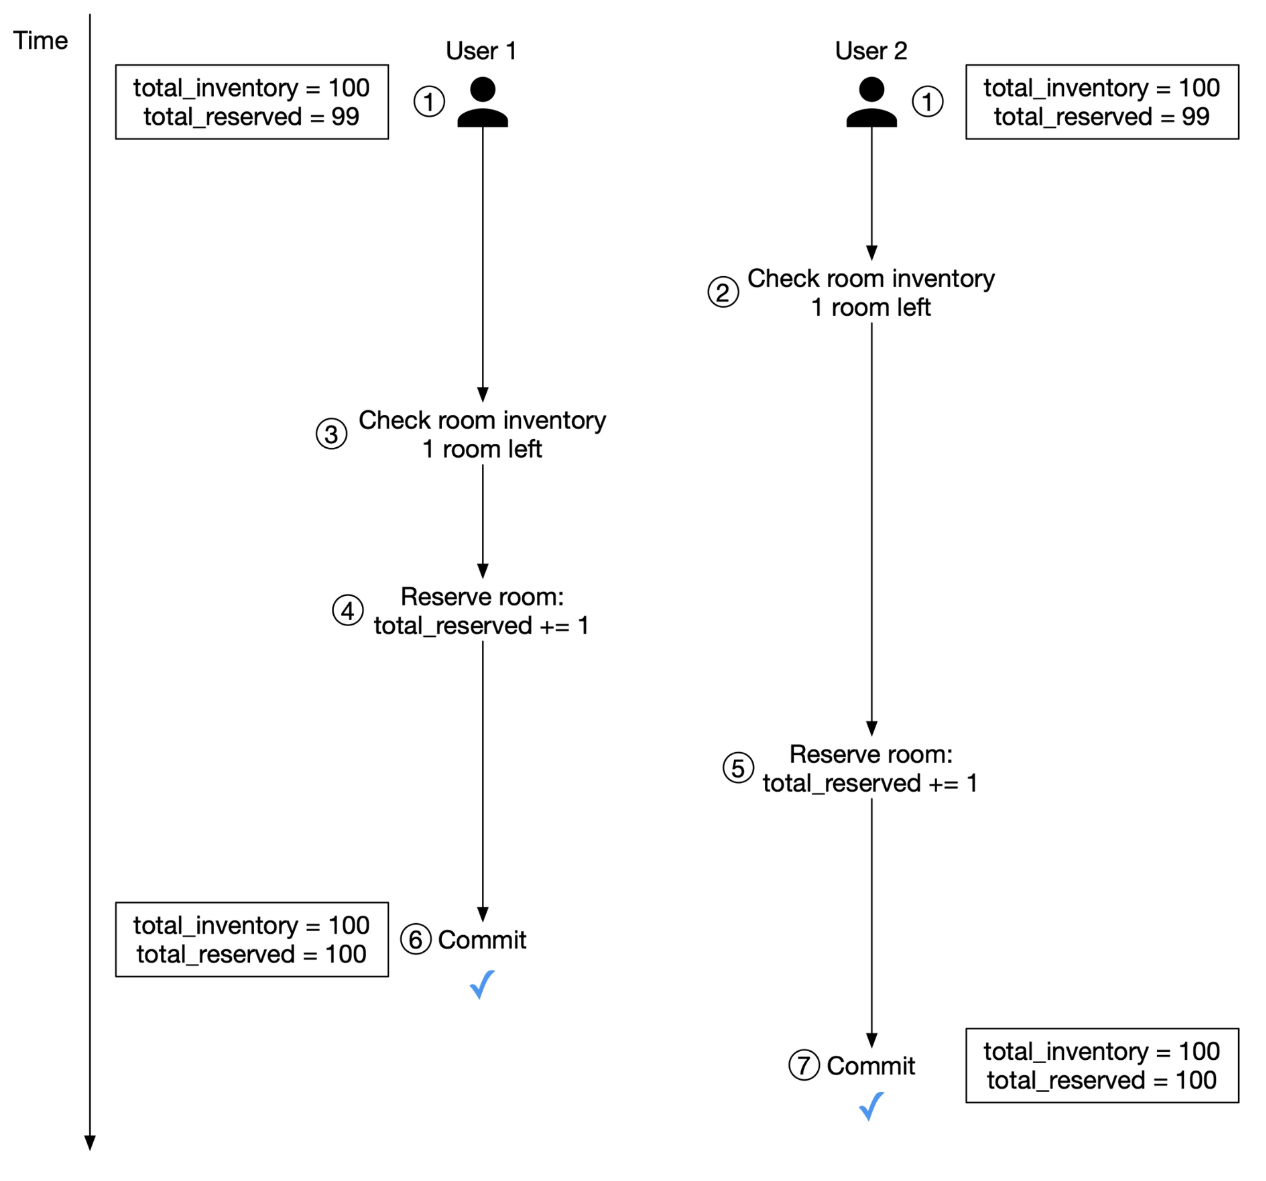 Time
User 1
User 2
total_inventory = 100
total_reserved = 99
①
①
total_inventory = 100
total_reserved = 99
② Check room inventory
1 room left
③ Check room inventory
1 room left
④ Reserve room:
total_reserved += 1
⑤ Reserve room:
total_reserved += 1
total_inventory = 100
total_reserved = 100
⑥ Commit
⑦ Commit
total_inventory = 100
total_reserved = 100